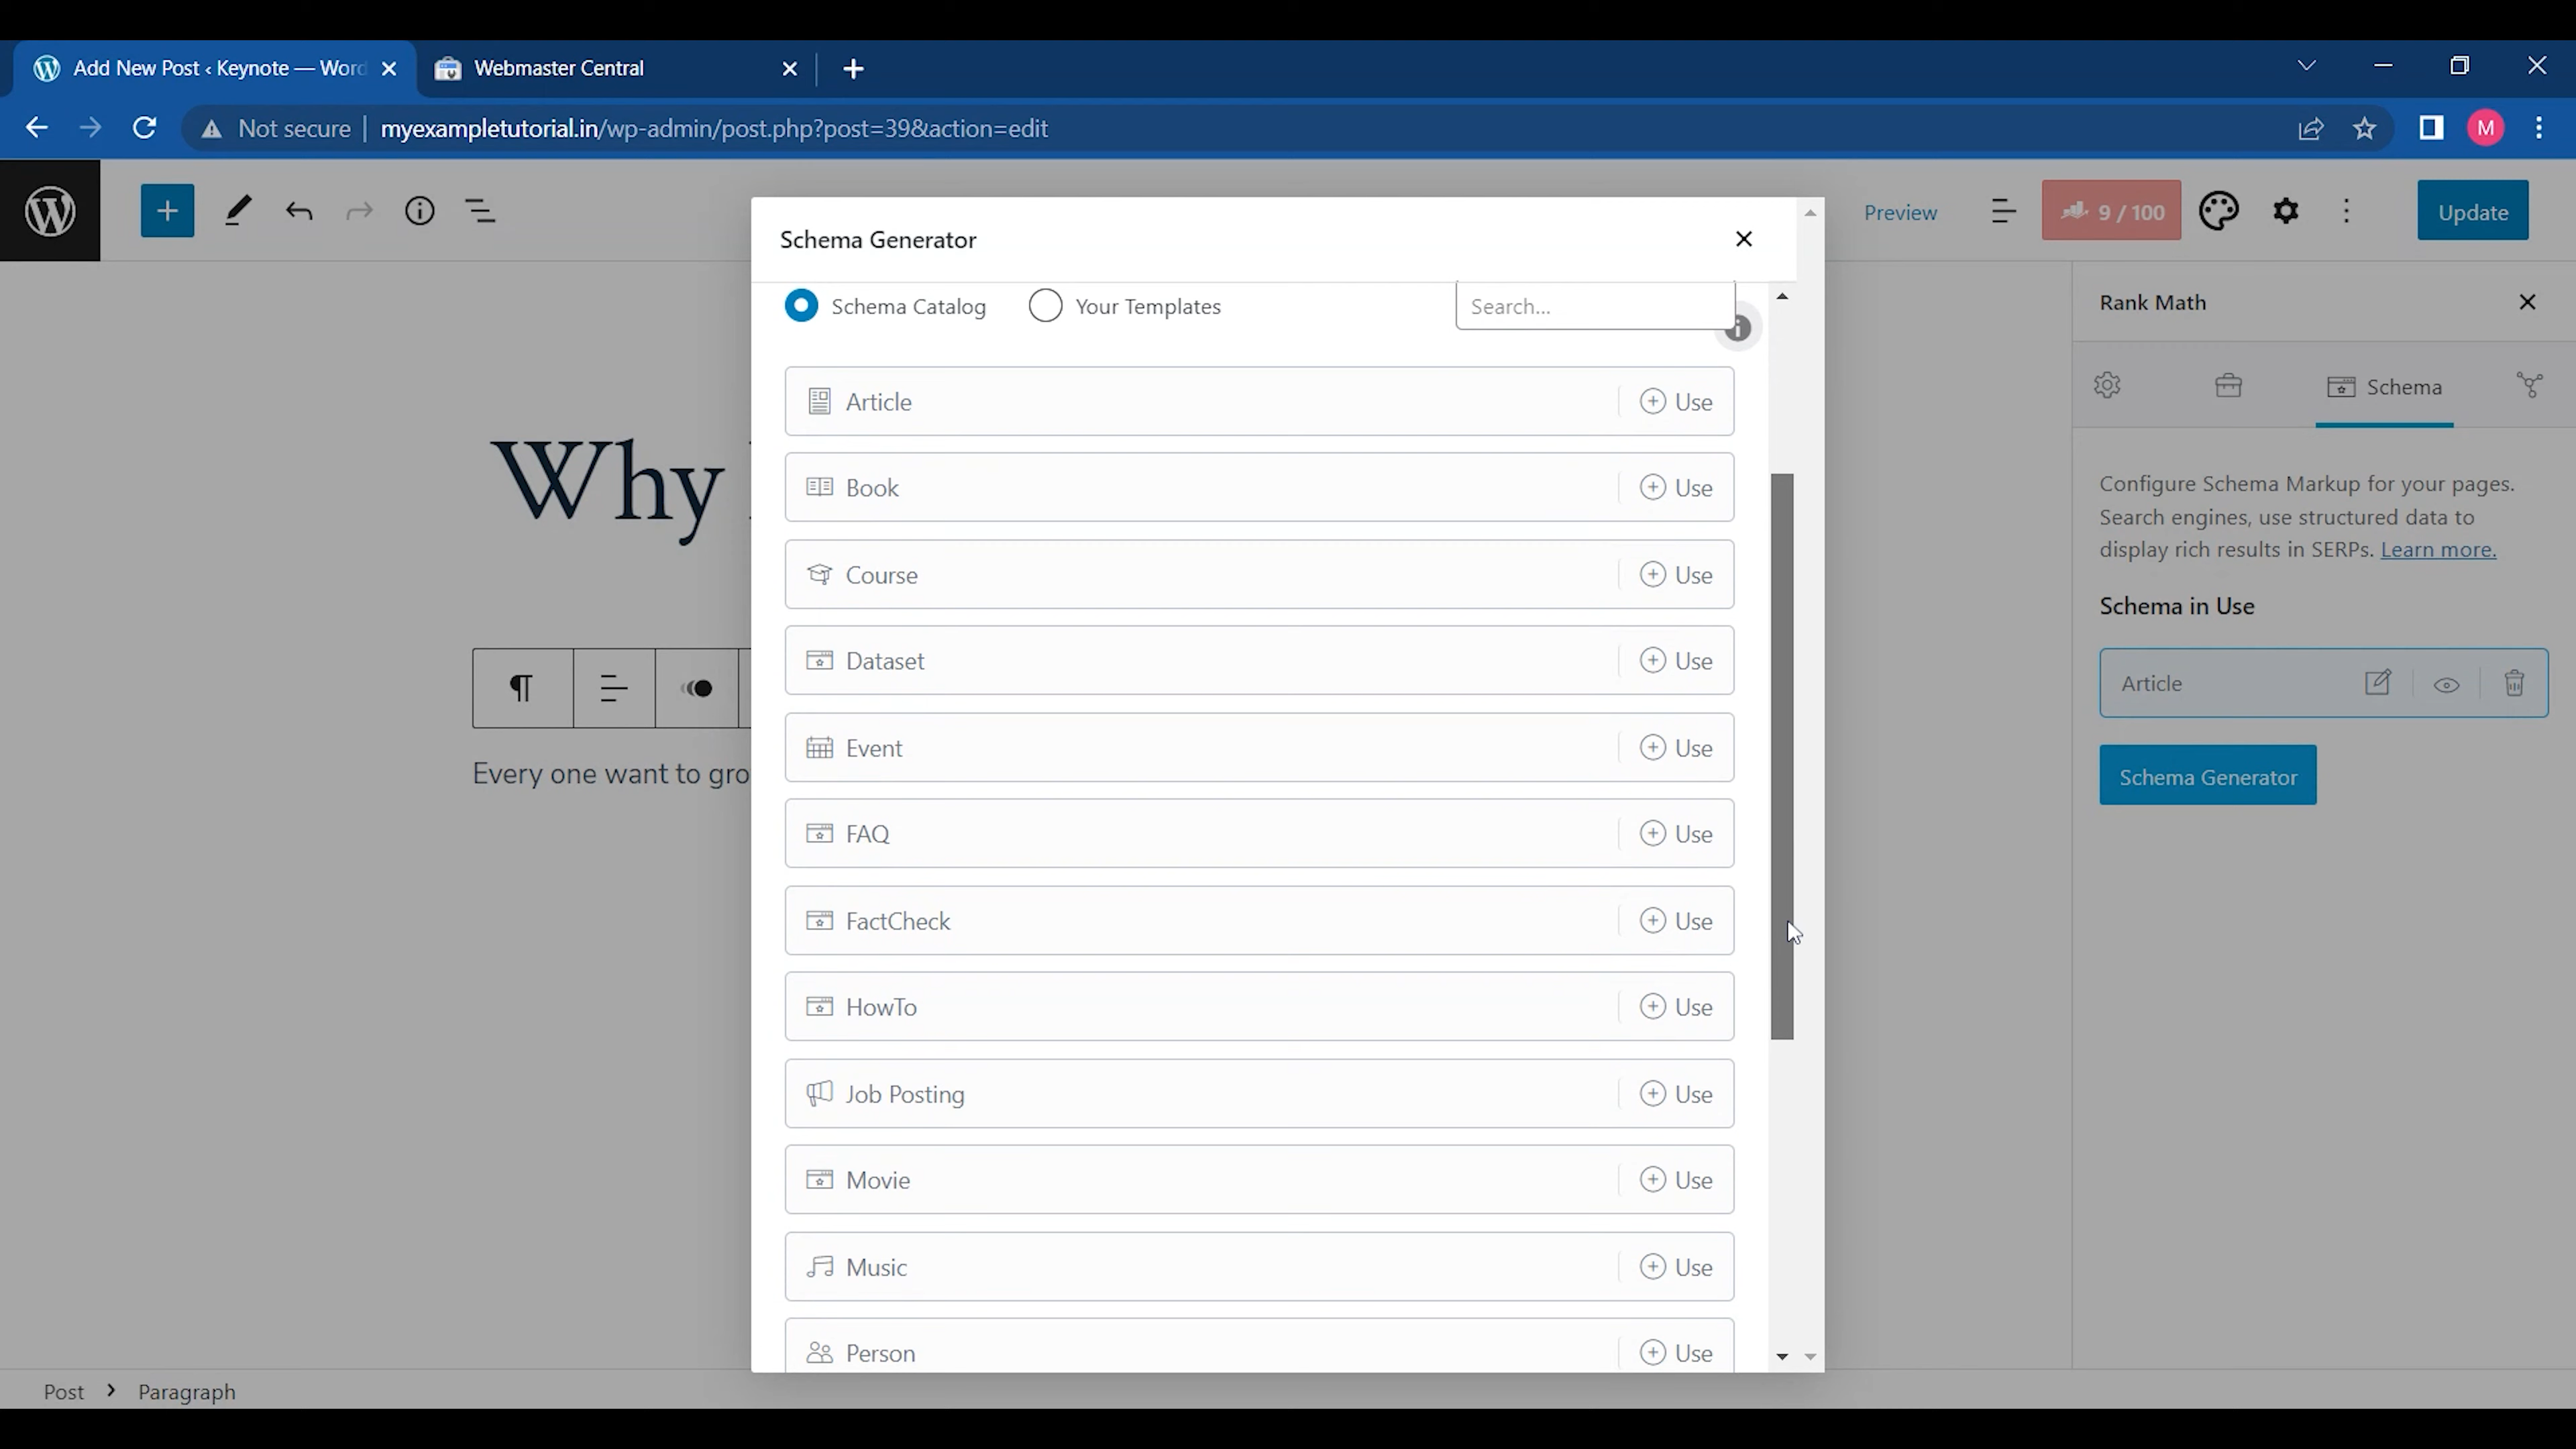 Add New Post ‹ Keynote — Word
Webmaster Central
Not secure myexampletutorial.in/wp-admin/post.php?post=39&action=edit
M
Preview
9 / 100
Update
Schema Generator
Schema Catalog
Your Templates
Search...
Article
Use
Book
Use
Course
Use
Dataset
Use
Event
Use
FAQ
Use
FactCheck
Use
HowTo
Use
Job Posting
Use
Movie
Use
Music
Use
Person
Use
Why
Every one want to gro
Rank Math
Schema
Configure Schema Markup for your pages.
Search engines, use structured data to
display rich results in SERPs. Learn more.
Schema in Use
Article
Schema Generator
Post › Paragraph